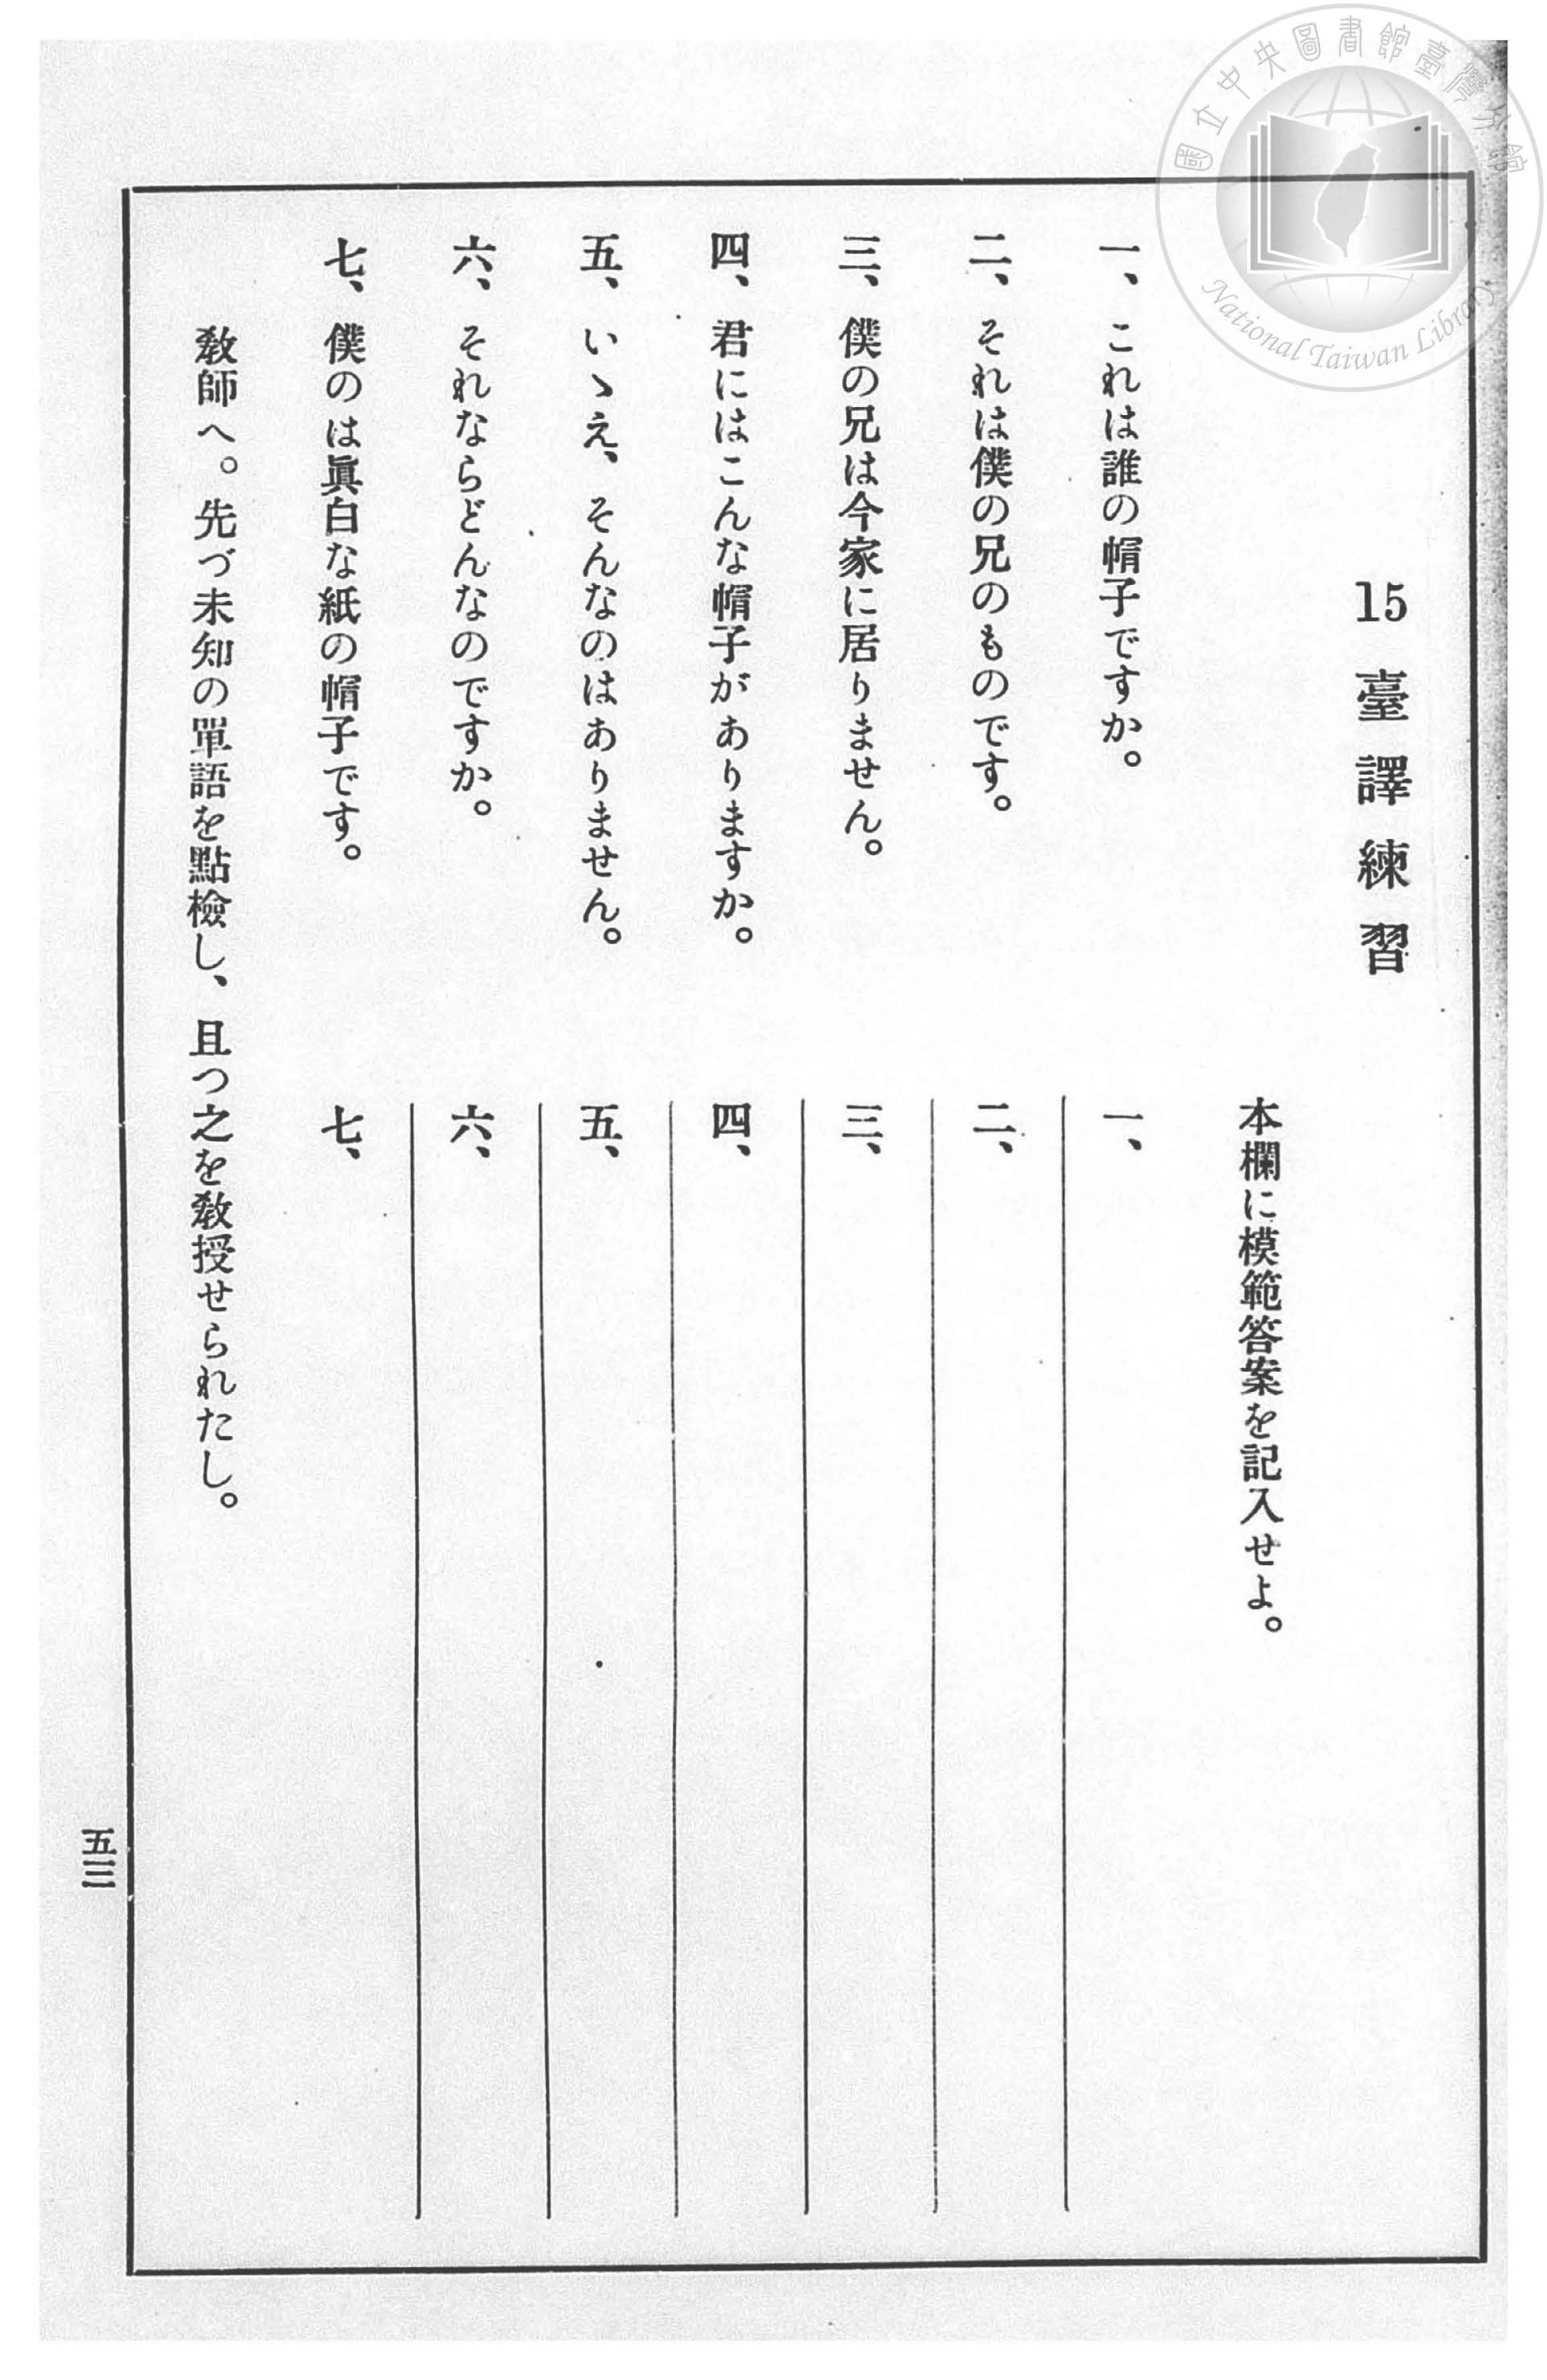 15 臺譯練習
本欄に模範答案を記入せよ。
一、これは誰の帽子ですか。
二、それは僕の兄のものです。
三、僕の兄は今家に居りません。
四、君にはこんな帽子がありますか。
五、いゝえ、そんなのはありません。
六、それならどんなのですか。
七、僕のは眞白な紙の帽子です。
一、
二、
三、
四、
五、
六、
七、
教師へ。先づ未知の單語を點檢し、且つ之を教授せられたし。
五三
國立中央圖書館臺灣分館
National Taiwan Library